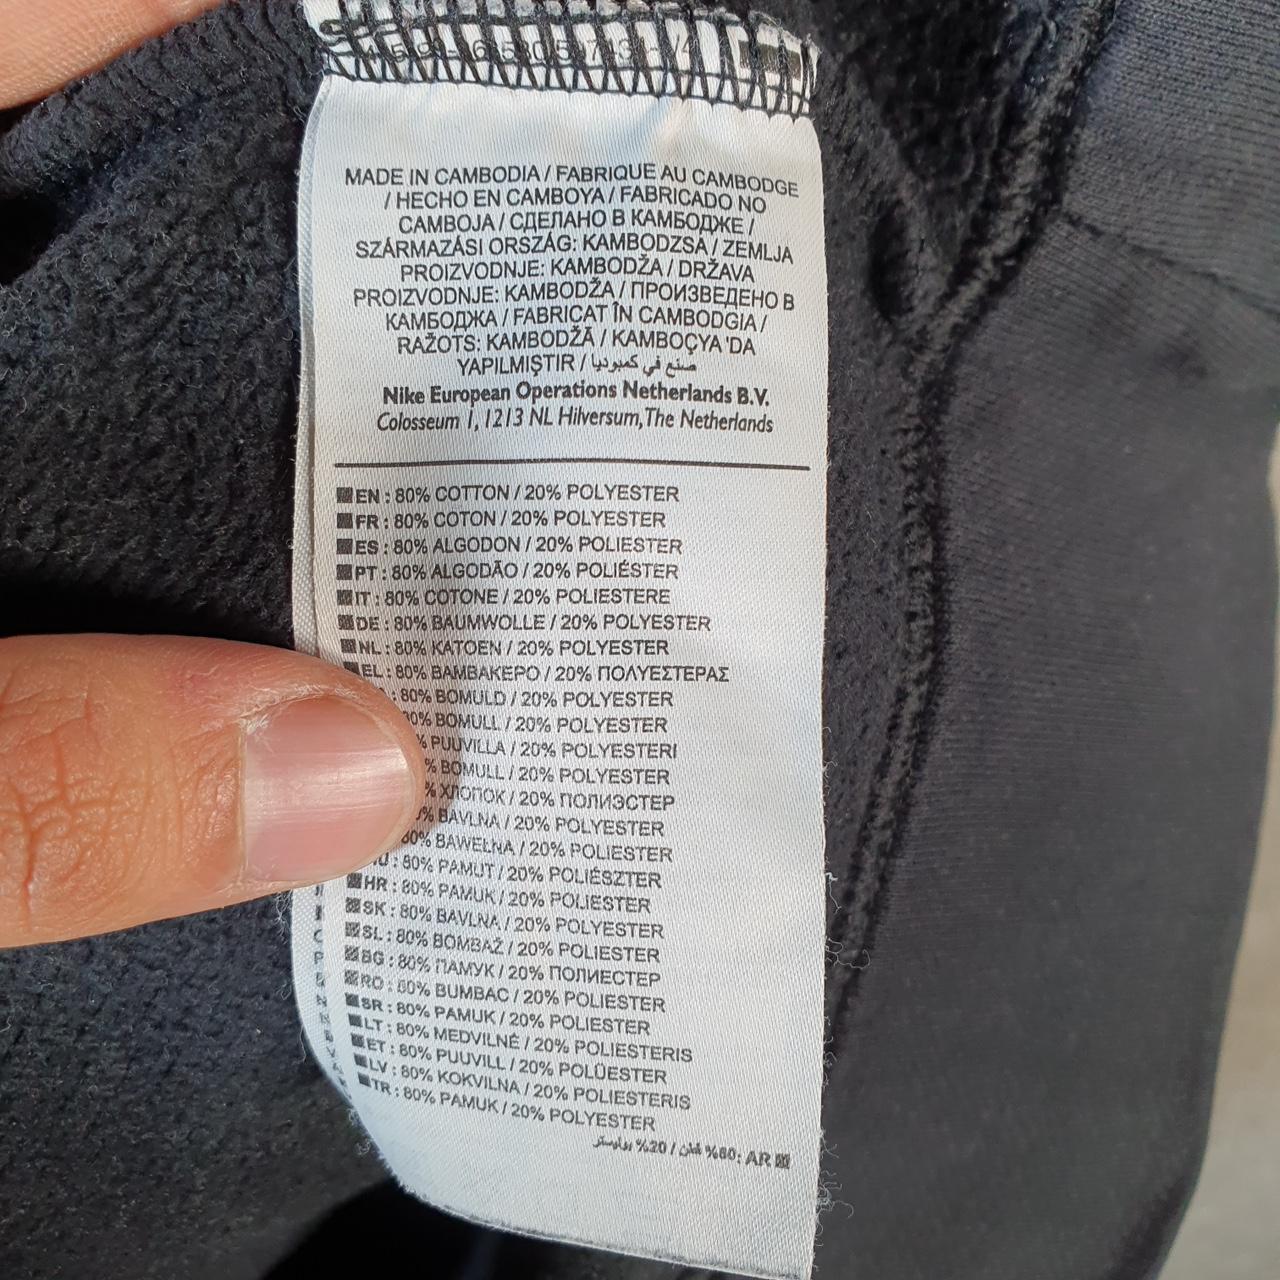 MADE IN CAMBODIA / FABRIQUE AU CAMBODGE
/ HECHO EN CAMBOYA / FABRICADO NO
CAMBOJA / СДЕЛАНО В КАМБОДЖЕ /
SZÁRMAZÁSI ORSZÁG: KAMBODZSA / ZEMLJA
PROIZVODNJE: KAMBODŽA / DRŽAVA
PROIZVODNJE: KAMBODŽA / ПРОИЗВЕДЕНО В
КАМБОДЖА / FABRICAT ÎN CAMBODGIA /
RAŽOTS: KAMBODŽĀ / KAMBOÇYA 'DA
YAPILMIŞTIR / صنع في كمبوديا
Nike European Operations Netherlands B.V.
Colosseum 1, 1213 NL Hilversum, The Netherlands
EN : 80% COTTON / 20% POLYESTER
FR : 80% COTON / 20% POLYESTER
ES : 80% ALGODON / 20% POLIESTER
PT : 80% ALGODÃO / 20% POLIÉSTER
IT : 80% COTONE / 20% POLIESTERE
DE : 80% BAUMWOLLE / 20% POLYESTER
NL : 80% KATOEN / 20% POLYESTER
EL : 80% ΒΑΜΒΑΚΕΡΟ / 20% ΠΟΛΥΕΣΤΕΡΑΣ
: 80% BOMULD / 20% POLYESTER
% BOMULL / 20% POLYESTER
% PUUVILLA / 20% POLYESTERI
% BOMULL / 20% POLYESTER
% ХЛОПОК / 20% ПОЛИЭСТЕР
% BAVLNA / 20% POLYESTER
80% BAWEŁNA / 20% POLIESTER
: 80% PAMUT / 20% POLIÉSZTER
HR : 80% PAMUK / 20% POLIESTER
SK : 80% BAVLNA / 20% POLYESTER
SL : 80% BOMBAŽ / 20% POLIESTER
BG : 80% ПАМУК / 20% ПОЛИЕСТЕР
RO : 80% BUMBAC / 20% POLIESTER
SR : 80% PAMUK / 20% POLIESTER
LT : 80% MEDVILNĖ / 20% POLIESTERIS
ET : 80% PUUVILL / 20% POLÜESTER
LV : 80% KOKVILNA / 20% POLIESTERIS
TR : 80% PAMUK / 20% POLYESTER
AR :80% قطن / 20% بوليستر